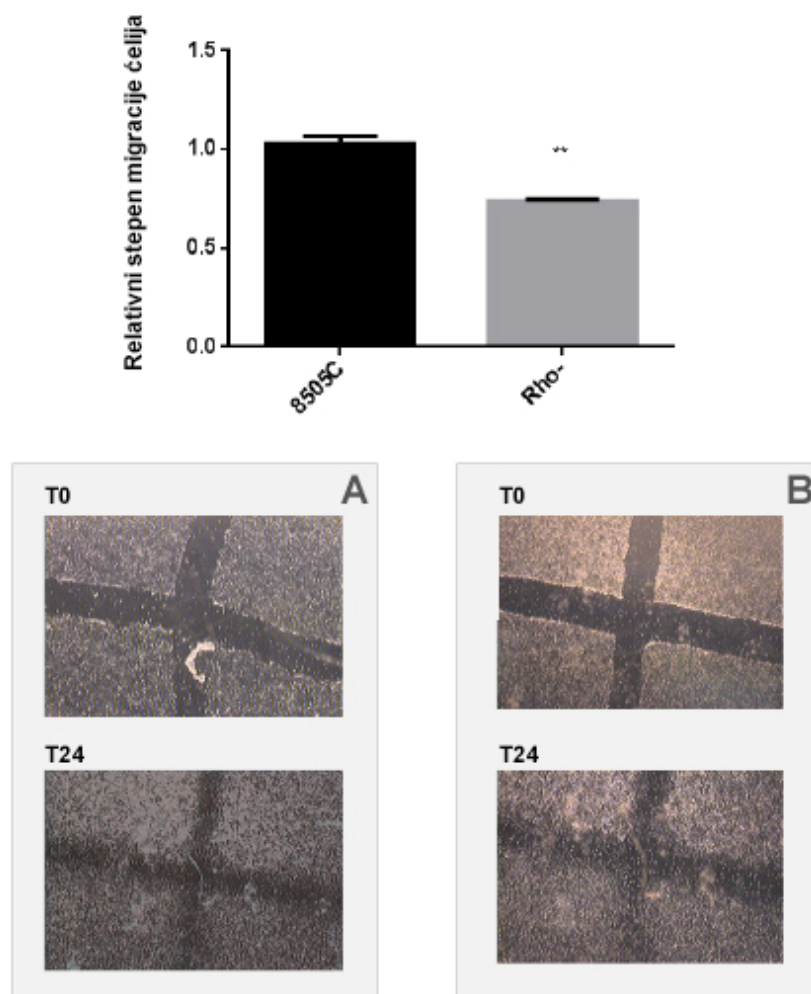 Relativni stepen migracije ćelija
1.5
1.0
0.5
0.0
**
8505C
Rho-
A
T0
T24
B
T0
T24